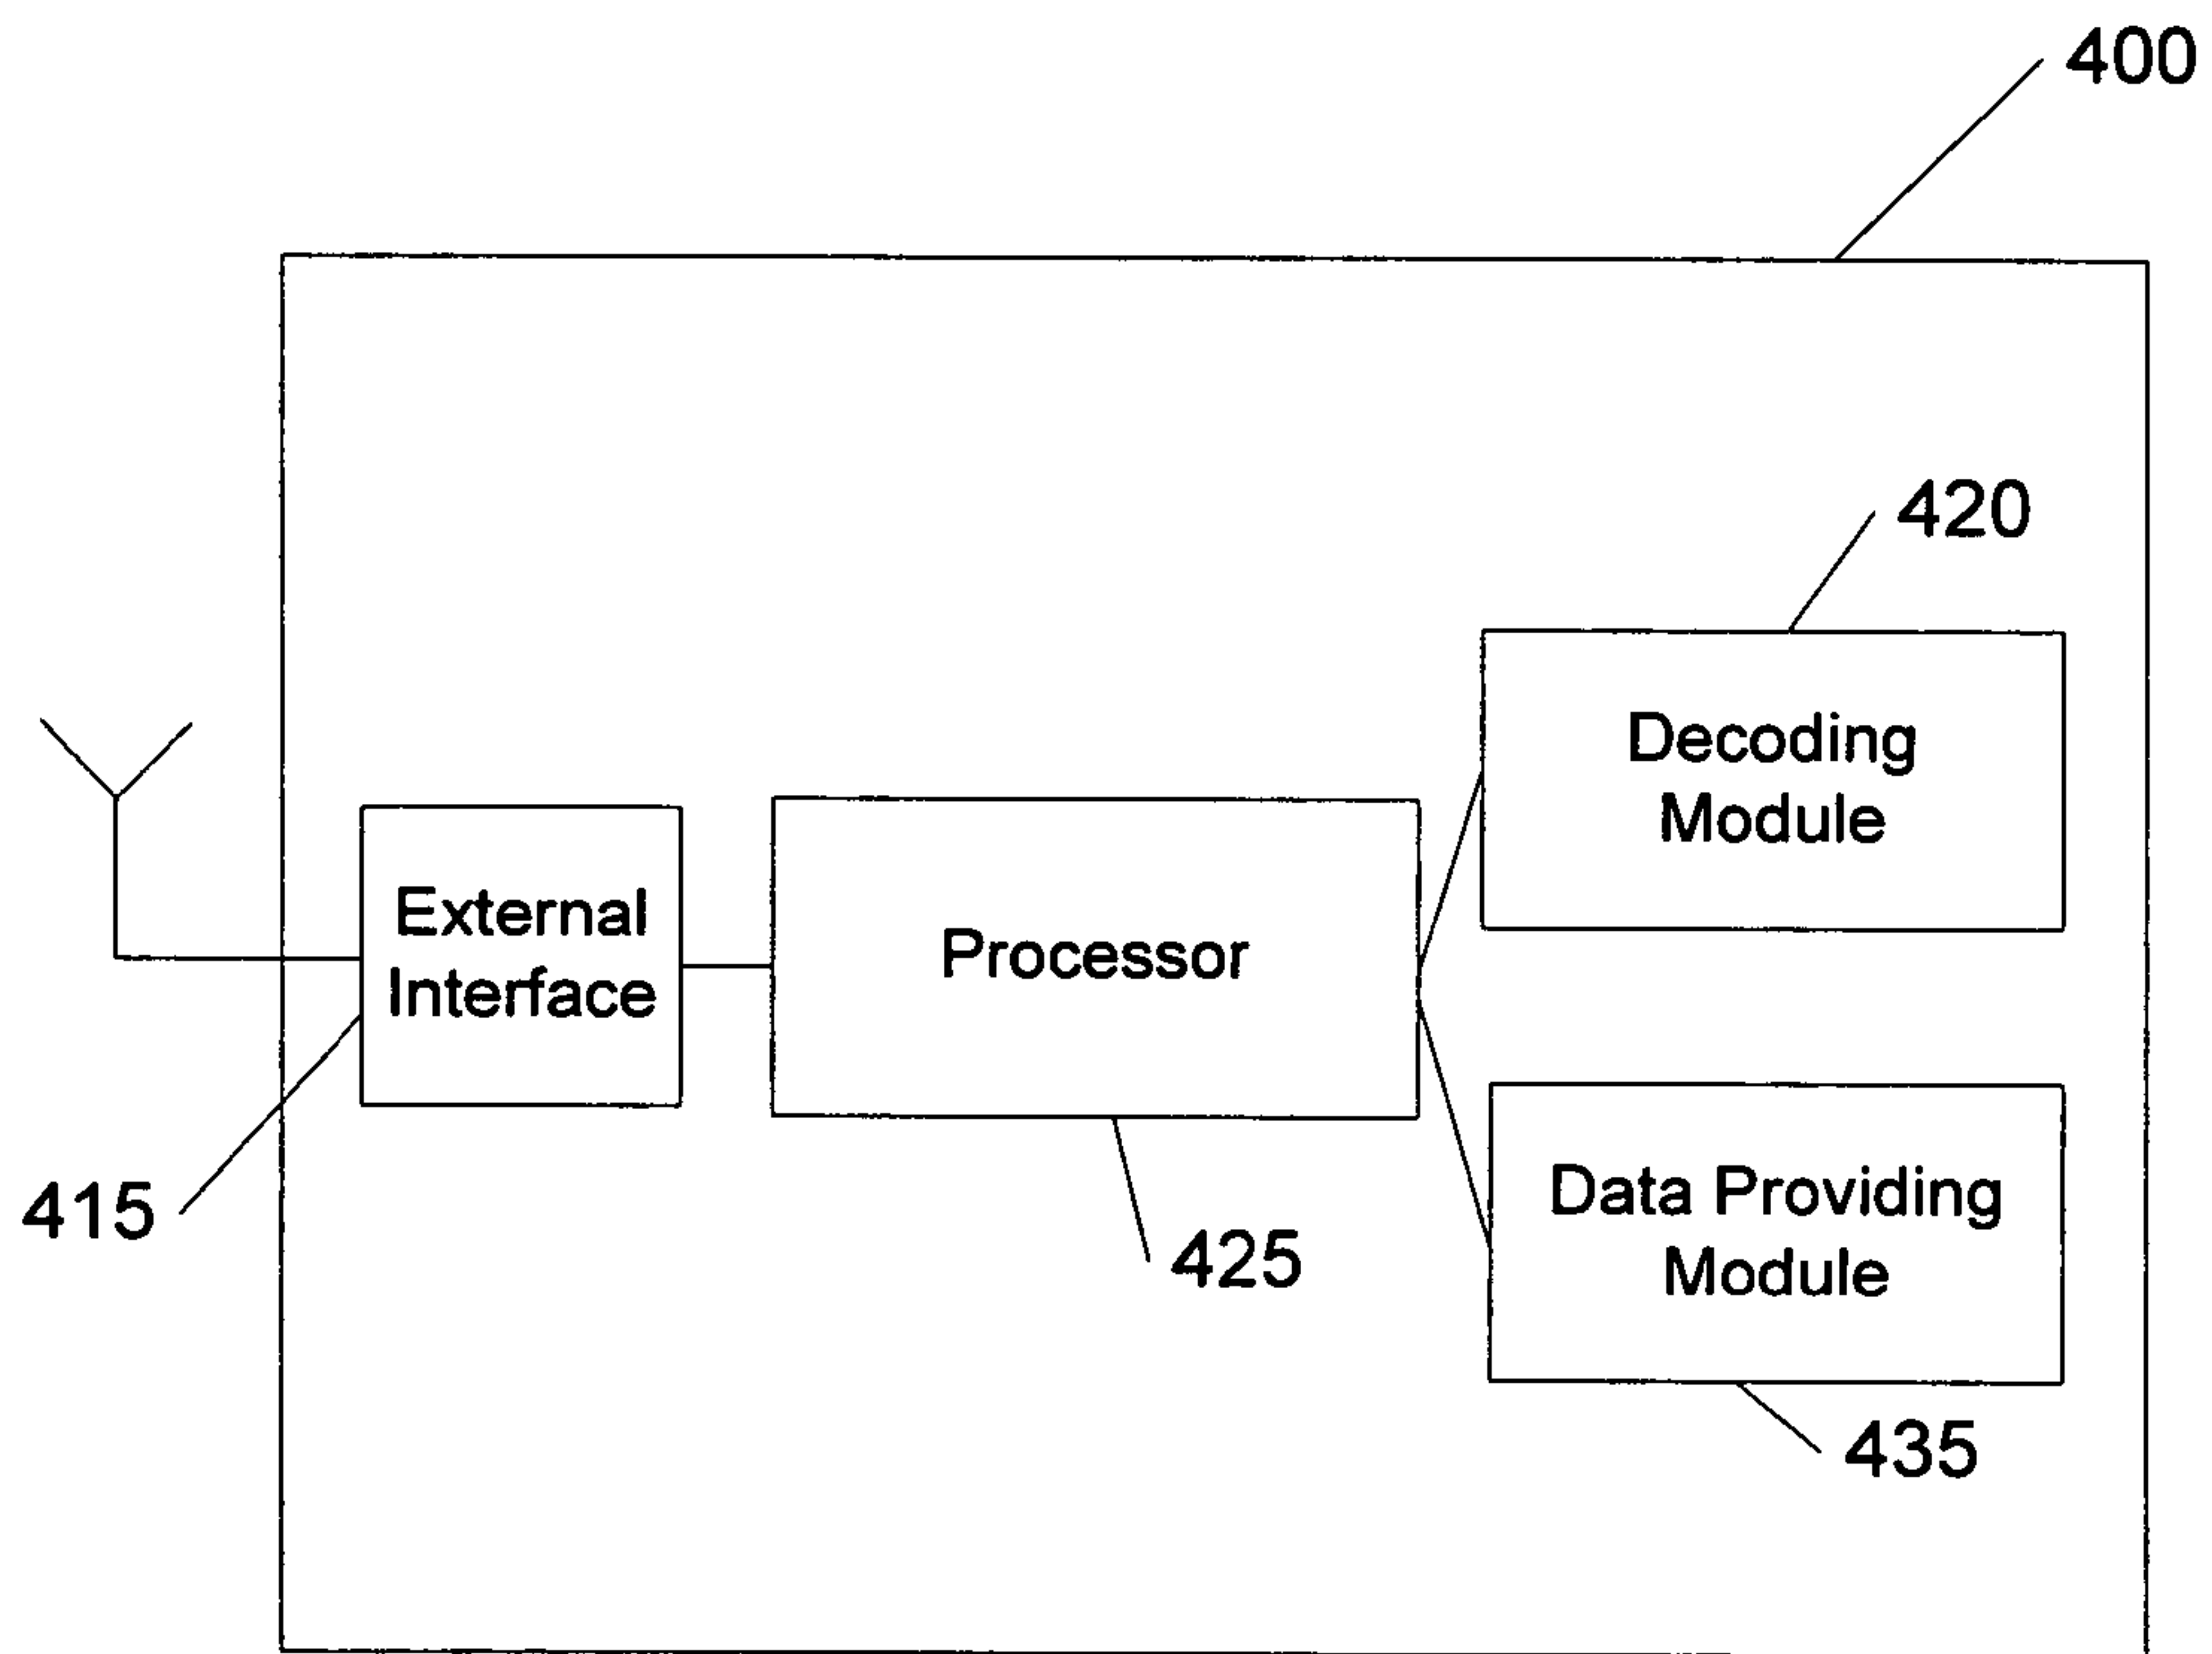 400
420
Decoding
Module
External
Interface
Processor
415
425
Data Providing
Module
435